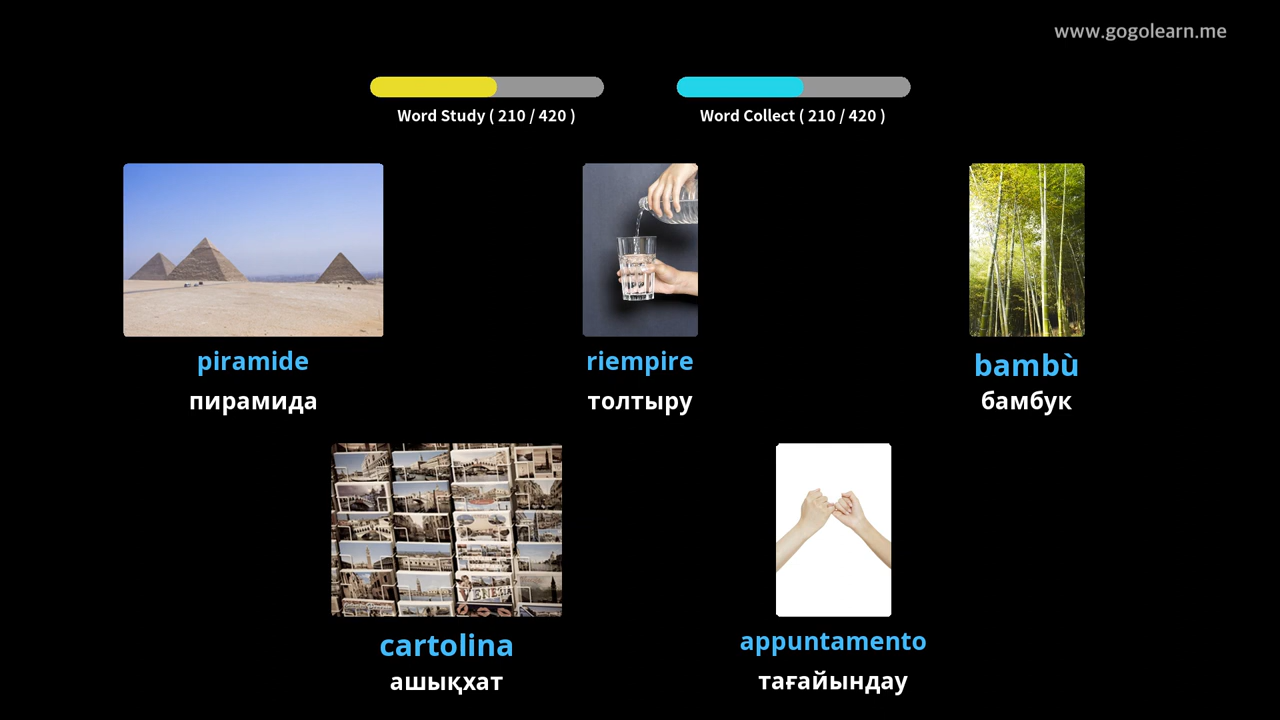 www.gogolearn.me
Word Study ( 210 / 420 )
Word Collect ( 210 / 420 )
piramide
пирамида
riempire
толтыру
bambù
бамбук
VENEZIA
cartolina
ашықхат
appuntamento
тағайындау